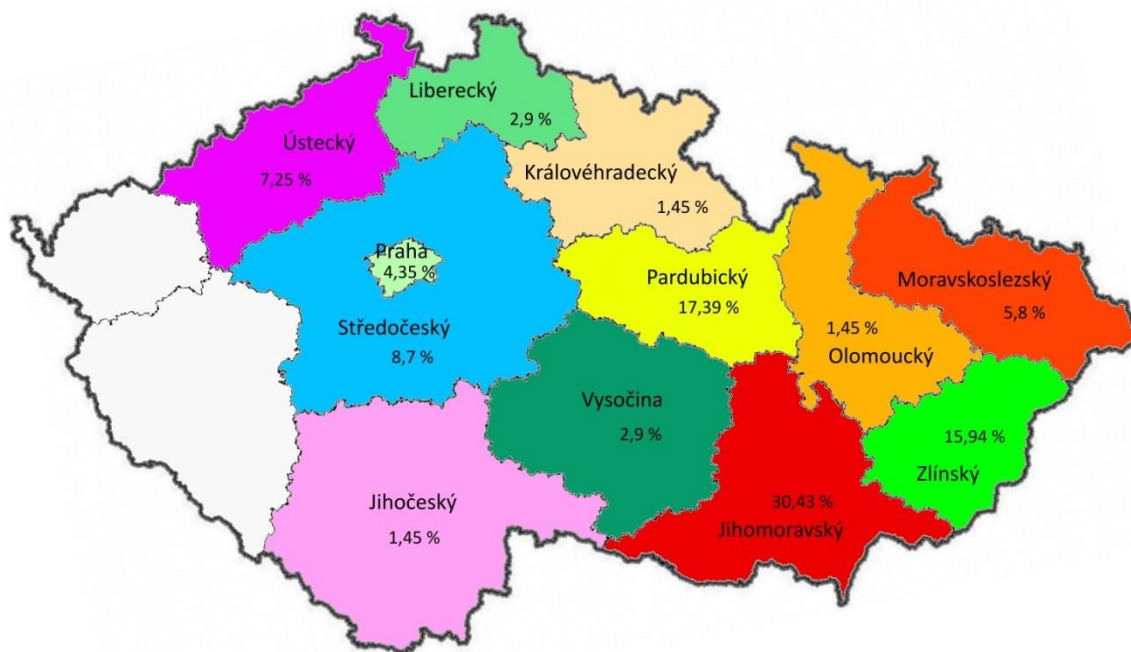 Liberecký
2,9 %
Ústecký
7,25 %
Královéhradecký
1,45 %
Praha
4,35 %
Pardubický
17,39 %
Moravskoslezský
5,8 %
Středočeský
8,7 %
1,45 %
Olomoucký
Vysočina
2,9 %
15,94 %
Zlínský
Jihočeský
1,45 %
30,43 %
Jihomoravský